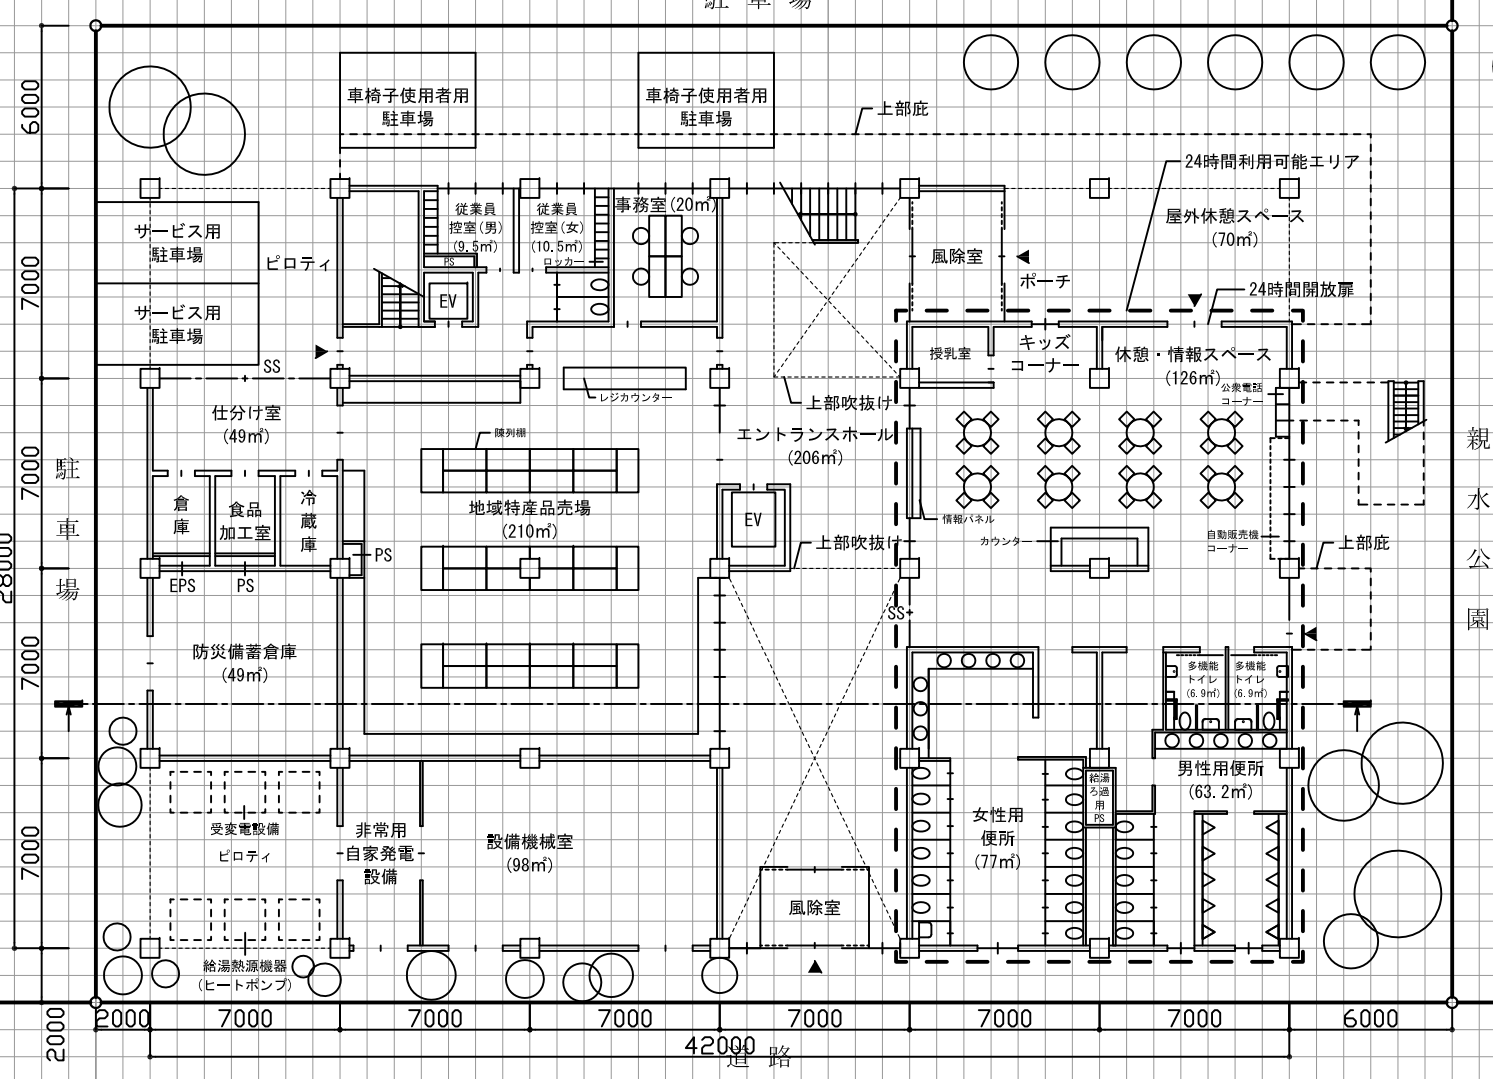 駐車場
6000
車椅子使用者用
駐車場
車椅子使用者用
駐車場
上部庇
24時間利用可能エリア
サービス用
駐車場
ピロティ
従業員
控室(男)
(9.5㎡)
PS
従業員
控室(女)
(10.5㎡)
ロッカー
事務室(20㎡)
風除室
ポーチ
屋外休憩スペース
(70㎡)
24時間開放扉
7000
サービス用
駐車場
EV
SS
授乳室
キッズ
コーナー
休憩・情報スペース
(126㎡)
公衆電話
コーナー
仕分け室
(49㎡)
レジカウンター
上部吹抜け
陳列棚
エントランスホール
(206㎡)
親水公園
駐車場
7000
倉庫
食品
加工室
冷蔵庫
地域特産品売場
(210㎡)
EV
情報パネル
カウンター
自動販売機
コーナー
上部庇
上部吹抜け
PS
EPS
PS
28000
SS
7000
防災備蓄倉庫
(49㎡)
多機能
トイレ
(6.9㎡)
多機能
トイレ
(6.9㎡)
男性用便所
(63.2㎡)
給湯
ろ過
用
PS
女性用
便所
(77㎡)
7000
受変電設備
ピロティ
非常用
自家発電
設備
設備機械室
(98㎡)
風除室
給湯熱源機器
(ヒートポンプ)
2000
2000
7000
7000
7000
7000
7000
7000
6000
42000
道路